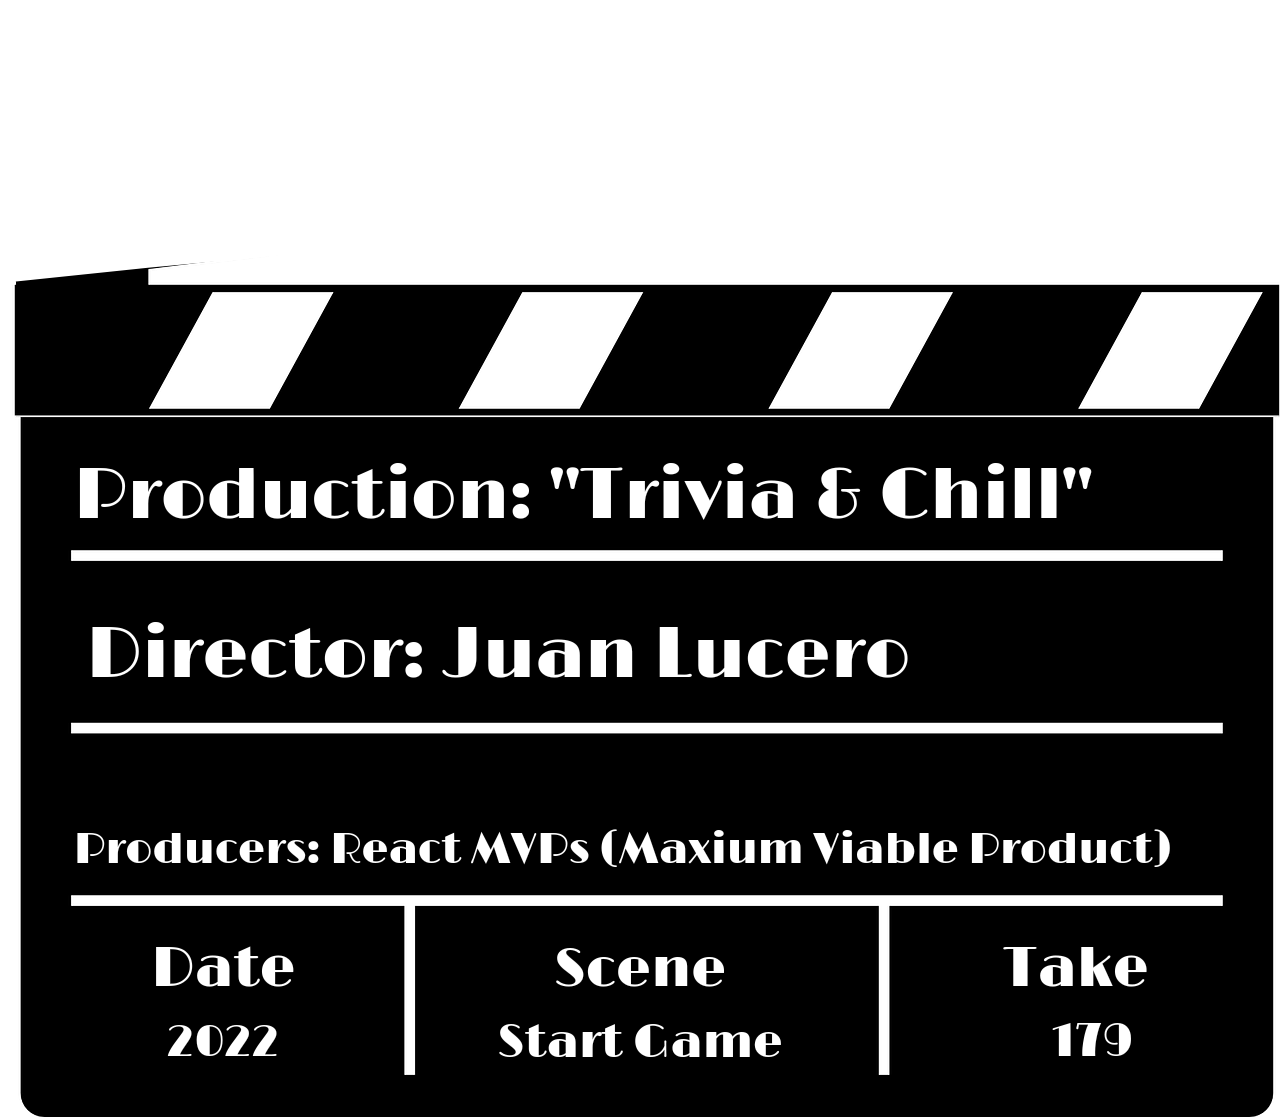 Production: "Trivia & Chill"
Director: Juan Lucero
Producers: React MVPs (Maxium Viable Product)
Date
Scene
Take
2022
Start Game
179